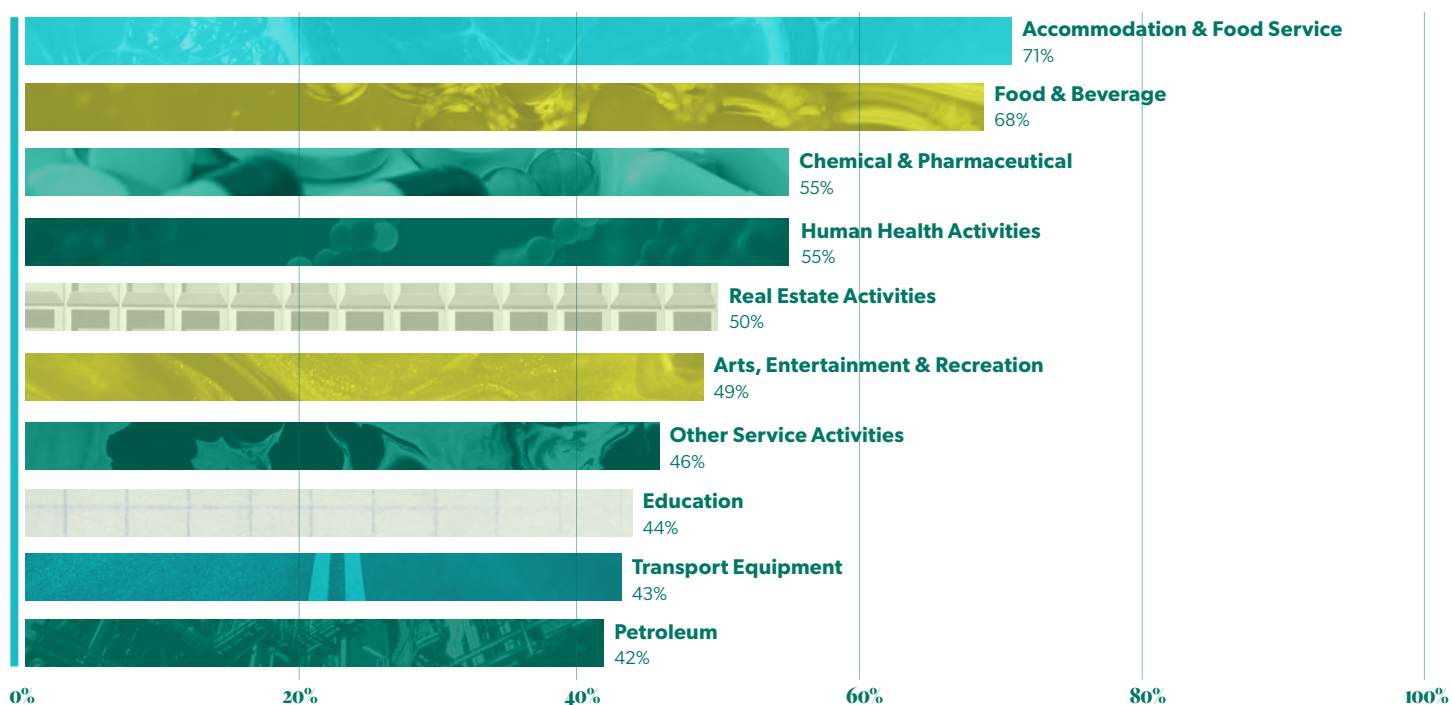 Accommodation & Food Service
71%
Food & Beverage
68%
Chemical & Pharmaceutical
55%
Human Health Activities
55%
Real Estate Activities
50%
Arts, Entertainment & Recreation
49%
Other Service Activities
46%
Education
44%
Transport Equipment
43%
Petroleum
42%
0% 20% 40% 60% 80% 100%